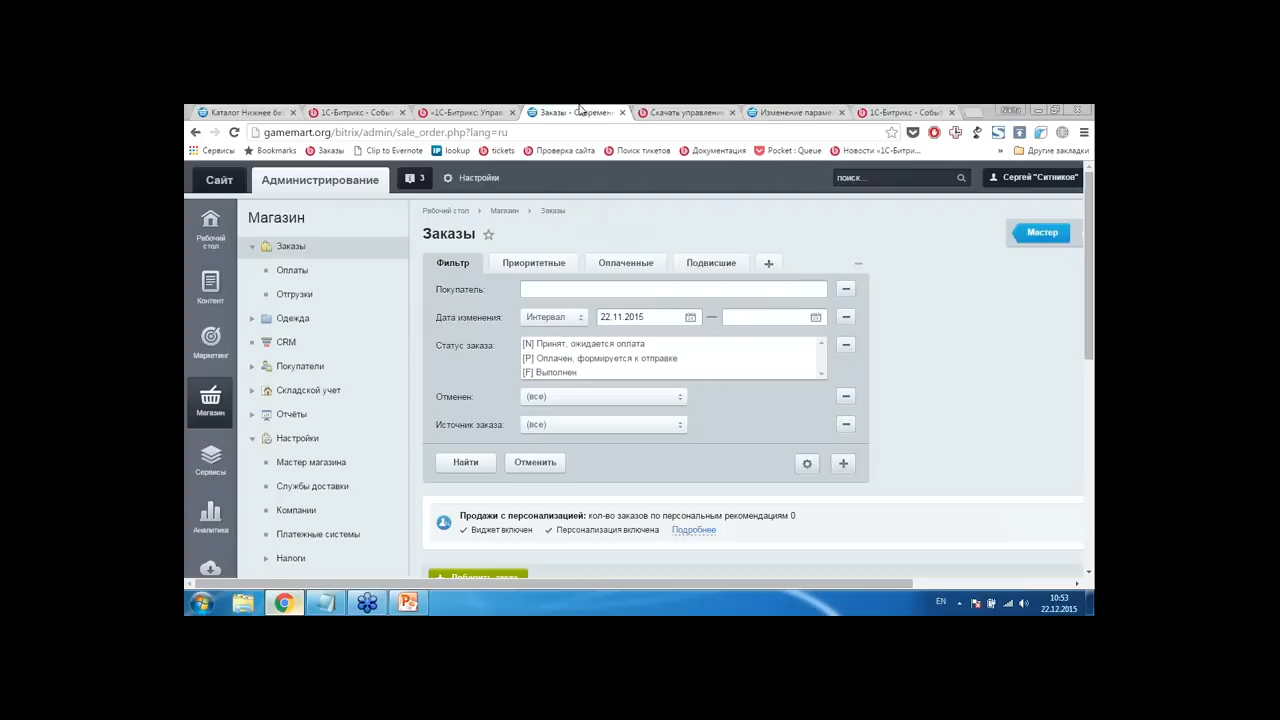 Каталог Нижнее бе
1С-Битрикс - Событ
«1С-Битрикс: Управ
Заказы - Современ
Скачать управление
Изменение параме
1С-Битрикс - Событ
gamemart.org/bitrix/admin/sale_order.php?lang=ru
Сервисы Bookmarks Заказы Clip to Evernote lookup tickets Проверка сайта Поиск тикетов Документация Pocket : Queue Новости «1С-Битри... » Другие закладки
Сайт Администрирование 3 Настройки поиск... Сергей "Ситников"
Рабочий стол
Контент
Маркетинг
Магазин
Сервисы
Аналитика
Магазин
Заказы
Оплаты
Отгрузки
Одежда
CRM
Покупатели
Складской учет
Отчёты
Настройки
Мастер магазина
Службы доставки
Компании
Платежные системы
Налоги
Рабочий стол Магазин Заказы
Заказы
Мастер
Фильтр Приоритетные Оплаченные Подвисшие +
Покупатель:
Дата изменения: Интервал 22.11.2015 —
Статус заказа: [N] Принят, ожидается оплата
[P] Оплачен, формируется к отправке
[F] Выполнен
Отменен: (все)
Источник заказа: (все)
Найти Отменить
Продажи с персонализацией: кол-во заказов по персональным рекомендациям 0
Виджет включен Персонализация включена Подробнее
Добавить заказ
EN 10:53
22.12.2015